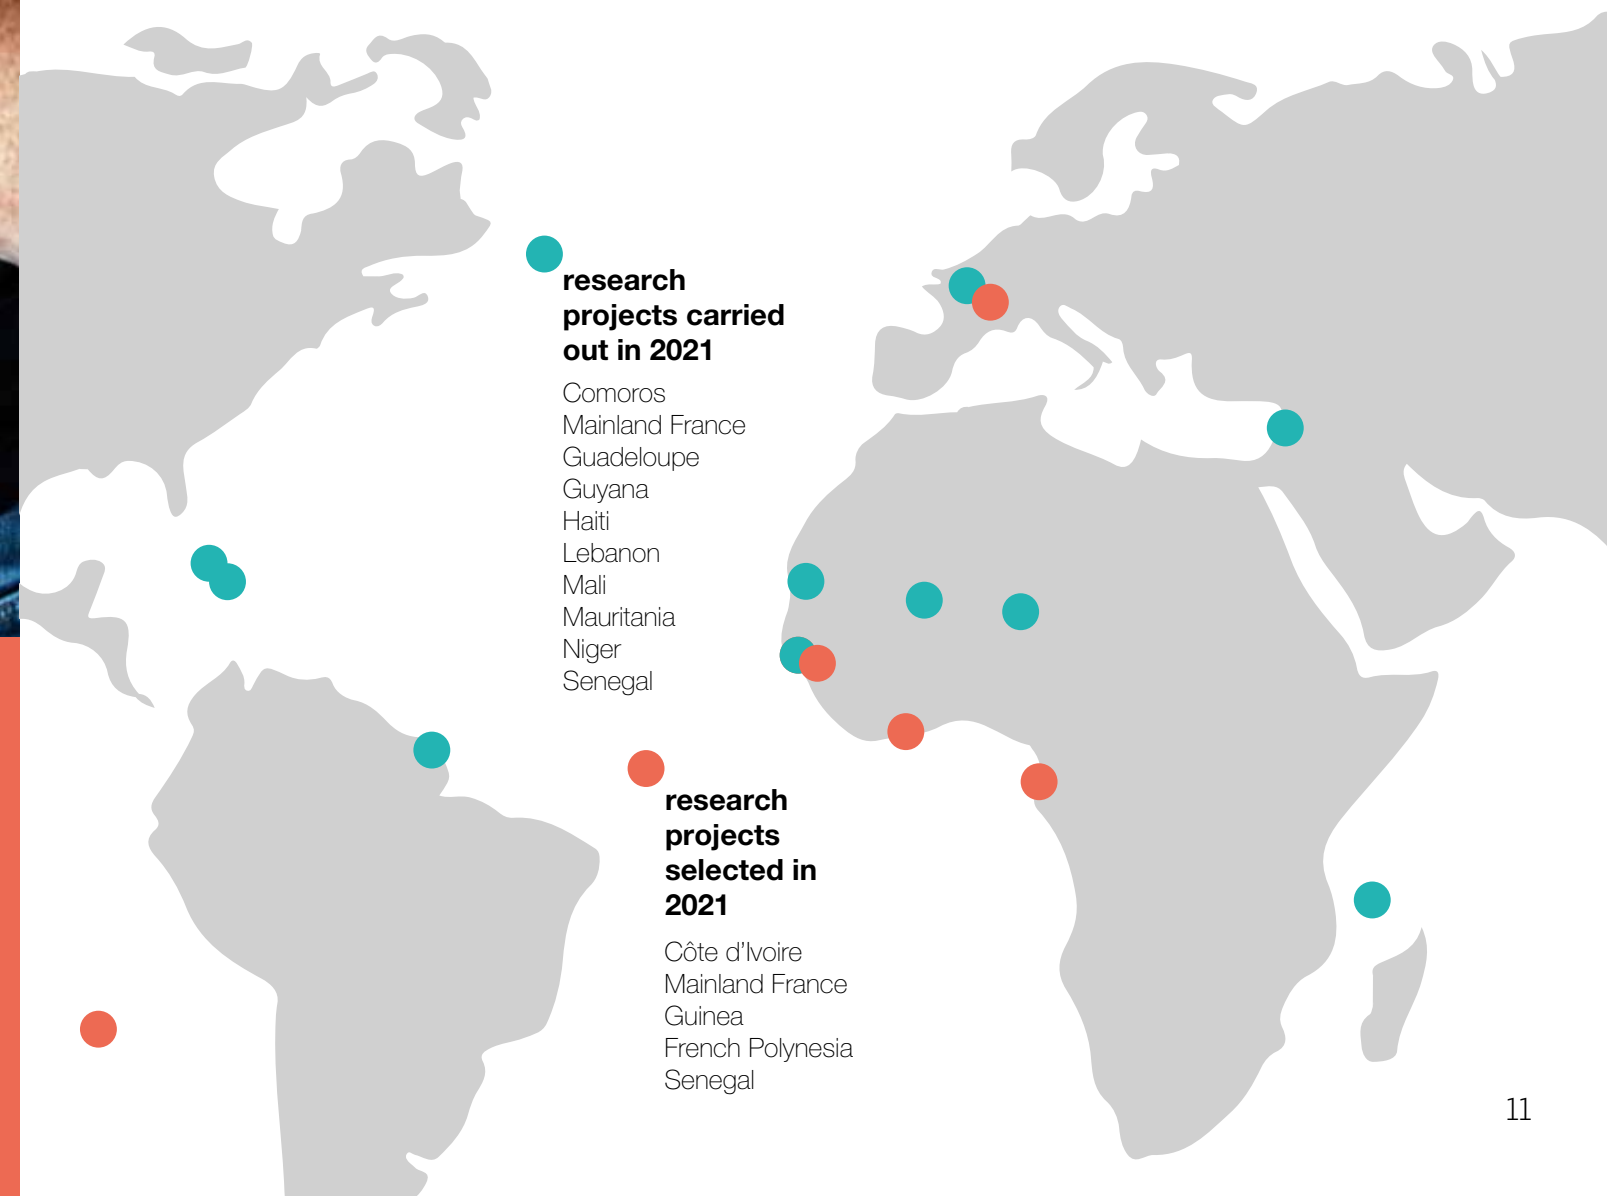 research
projects carried
out in 2021
Comoros
Mainland France
Guadeloupe
Guyana
Haiti
Lebanon
Mali
Mauritania
Niger
Senegal
research
projects
selected in
2021
Côte d’Ivoire
Mainland France
Guinea
French Polynesia
Senegal
11